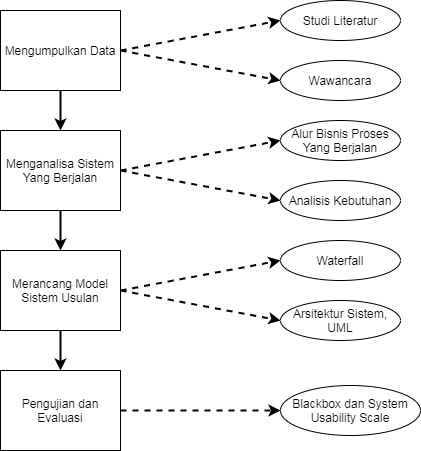 Mengumpulkan Data
Studi Literatur
Wawancara
Menganalisa Sistem
Yang Berjalan
Alur Bisnis Proses
Yang Berjalan
Analisis Kebutuhan
Merancang Model
Sistem Usulan
Waterfall
Arsitektur Sistem,
UML
Pengujian dan
Evaluasi
Blackbox dan System
Usability Scale